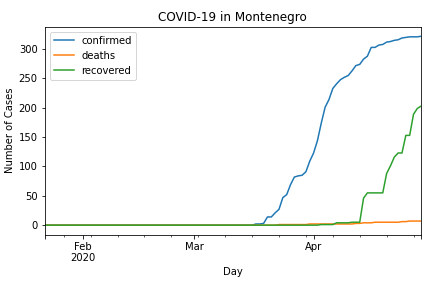 COVID-19 in Montenegro
confirmed
deaths
recovered
Number of Cases
300
250
200
150
100
50
0
Feb
2020
Mar
Apr
Day